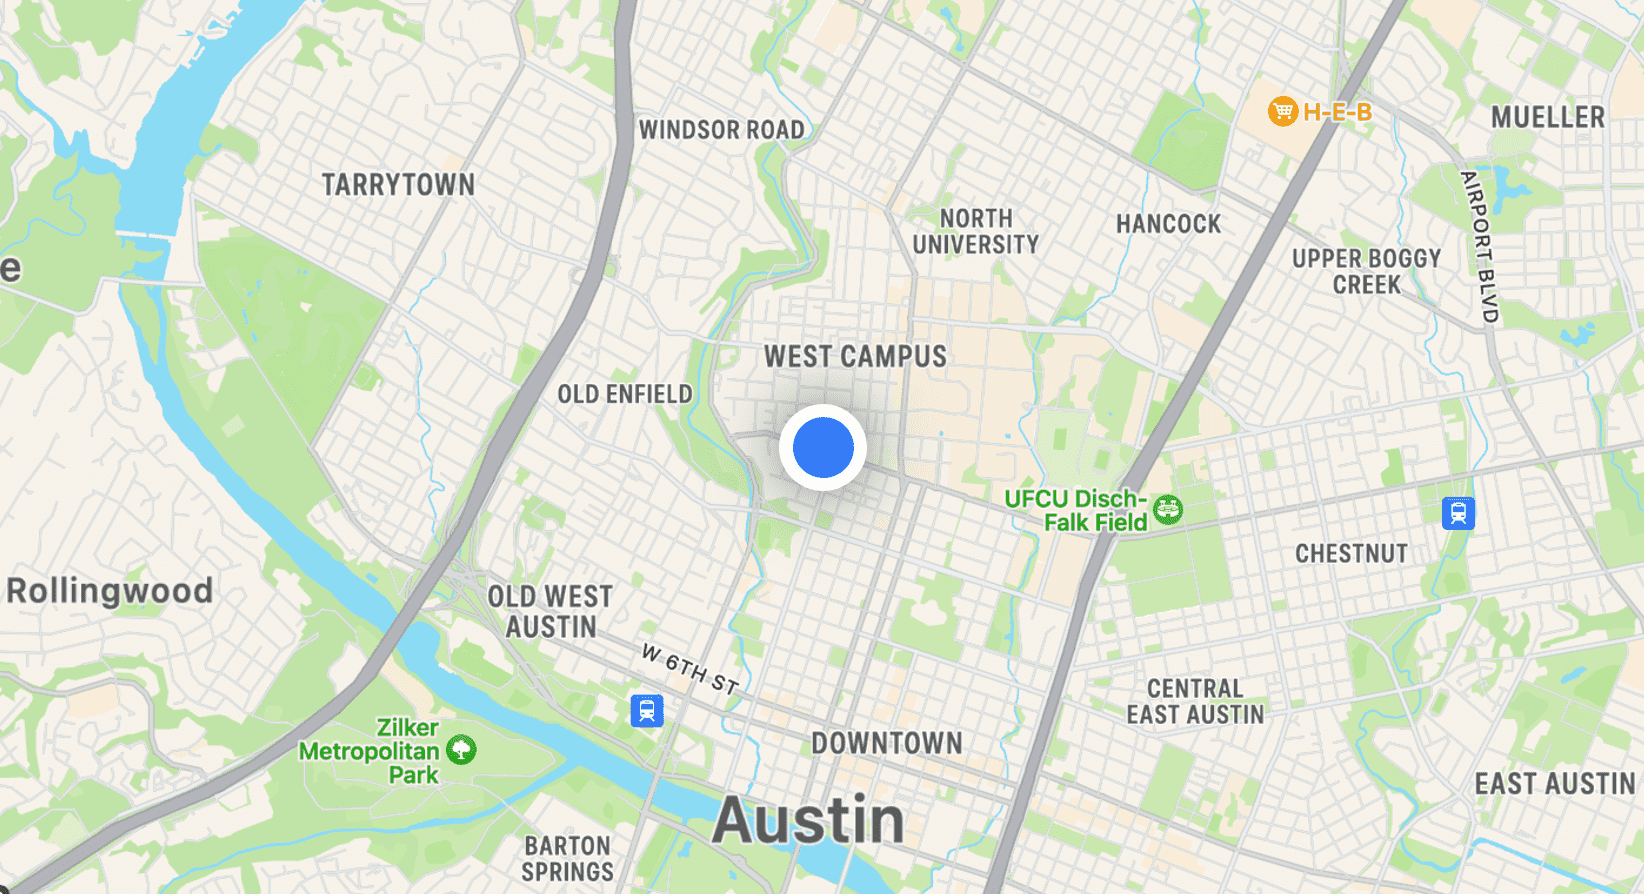 H-E-B
MUELLER
WINDSOR ROAD
TARRYTOWN
AIRPORT BLVD
NORTH
UNIVERSITY
HANCOCK
UPPER BOGGY
CREEK
e
WEST CAMPUS
OLD ENFIELD
UFCU Disch-
Falk Field
CHESTNUT
Rollingwood
OLD WEST
AUSTIN
W 6TH ST
CENTRAL
EAST AUSTIN
Zilker
Metropolitan
Park
DOWNTOWN
EAST AUSTIN
Austin
BARTON
SPRINGS